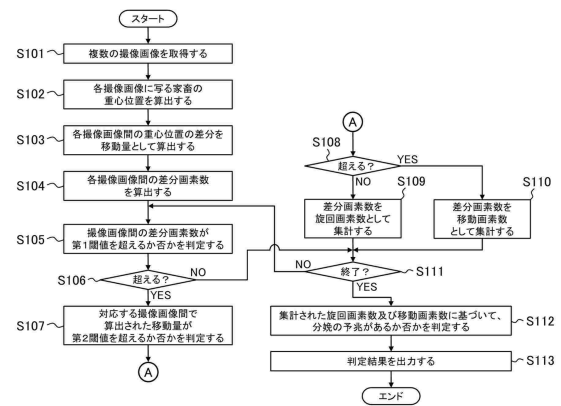 スタート
S101
複数の撮像画像を取得する
S102
各撮像画像に写る家畜の
重心位置を算出する
S103
各撮像画像間の重心位置の差分を
移動量として算出する
S104
各撮像画像間の差分画素数
を算出する
S105
撮像画像間の差分画素数が
第1閾値を超えるか否かを判定する
S106
超える?
NO
YES
S107
対応する撮像画像間で
算出された移動量が
第2閾値を超えるか否かを判定する
A
A
S108
超える?
YES
NO
S109
差分画素数を
旋回画素数として
集計する
S110
差分画素数を
移動画素数
として集計する
NO
終了?
S111
YES
集計された旋回画素数及び移動画素数に基づいて、
分娩の予兆があるか否かを判定する
S112
判定結果を出力する
S113
エンド